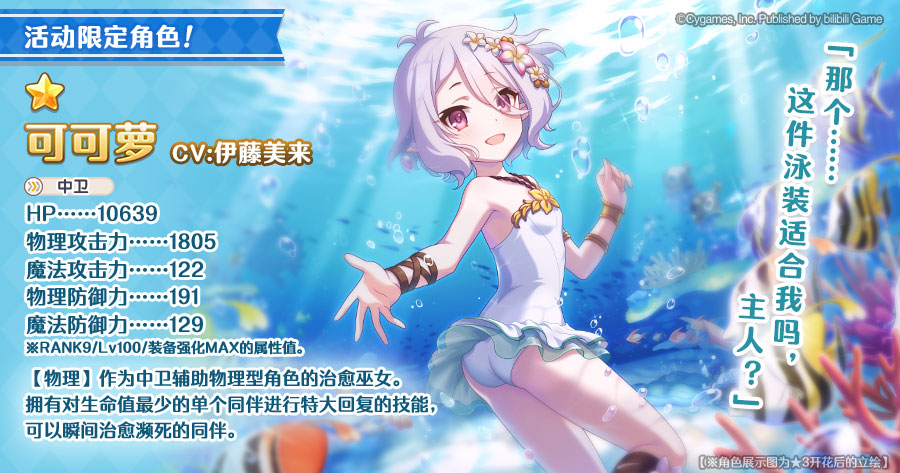 ©Cygames, Inc. Published by bilibili Game
活动限定角色！
可可萝 CV:伊藤美来
中卫
HP……10639
物理攻击力……1805
魔法攻击力……122
物理防御力……191
魔法防御力……129
※RANK9/Lv100/装备强化MAX的属性值。
【物理】作为中卫辅助物理型角色的治愈巫女。
拥有对生命值最少的单个同伴进行特大回复的技能，
可以瞬间治愈濒死的同伴。
「那个……
这件泳装适合我吗，
主人？」
【※角色展示图为★3开花后的立绘】